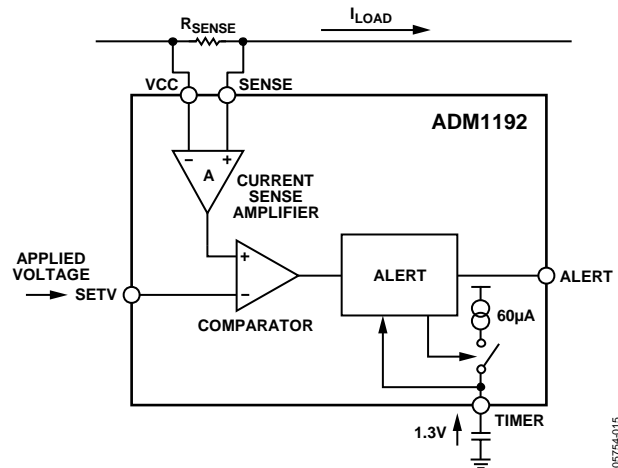 RSENSE
ILOAD
VCC
SENSE
ADM1192
− +
A
CURRENT
SENSE
AMPLIFIER
APPLIED
VOLTAGE
SETV
+
−
COMPARATOR
ALERT
ALERT
60µA
TIMER
1.3V
05754-015